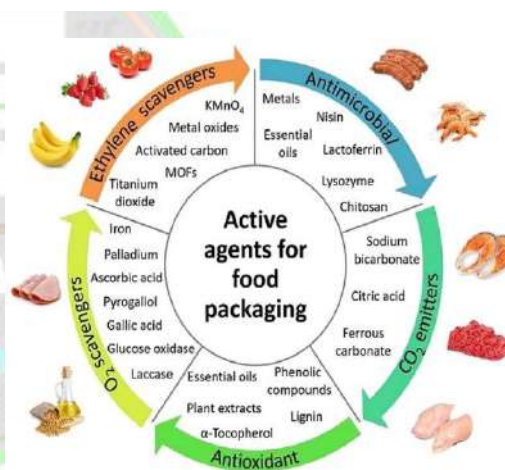 Active
agents for
food
packaging
Ethylene scavengers
KMnO₄
Metal oxides
Activated carbon
MOFs
Titanium
dioxide
Antimicrobial
Metals
Nisin
Essential
oils
Lactoferrin
Lysozyme
Chitosan
CO₂ emitters
Sodium
bicarbonate
Citric acid
Ferrous
carbonate
Antioxidant
Essential oils
Phenolic
compounds
Plant extracts
Lignin
α-Tocopherol
O₂ scavengers
Iron
Palladium
Ascorbic acid
Pyrogallol
Gallic acid
Glucose oxidase
Laccase